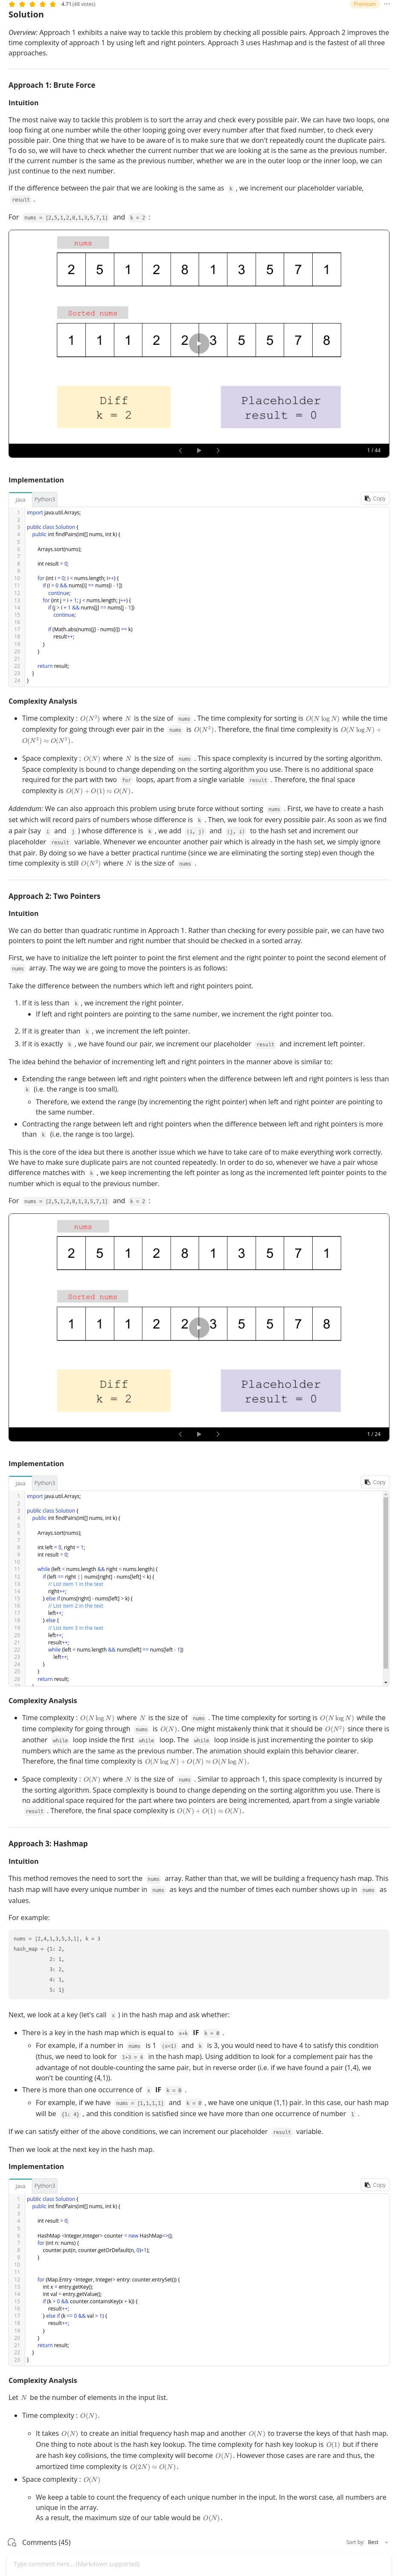 4.71 (48 votes)
Premium
Solution
Overview: Approach 1 exhibits a naive way to tackle this problem by checking all possible pairs. Approach 2 improves the
time complexity of approach 1 by using left and right pointers. Approach 3 uses Hashmap and is the fastest of all three
approaches.
Approach 1: Brute Force
Intuition
The most naive way to tackle this problem is to sort the array and check every possible pair. We can have two loops, one
loop fixing at one number while the other looping going over every number after that fixed number, to check every
possible pair. One thing that we have to be aware of is to make sure that we don't repeatedly count the duplicate pairs.
To do so, we will have to check whether the current number that we are looking at is the same as the previous number.
If the current number is the same as the previous number, whether we are in the outer loop or the inner loop, we can
just continue to the next number.
If the difference between the pair that we are looking is the same as k , we increment our placeholder variable,
result .
For nums = [2,5,1,2,8,1,3,5,7,1] and k = 2 :
nums
2 5 1 2 8 1 3 5 7 1
Sorted nums
1 1 1 2 2 3 5 5 7 8
Diff
k = 2
Placeholder
result = 0
1 / 44
Implementation
Java
Python3
Copy
1 import java.util.Arrays;
2
3 public class Solution {
4 public int findPairs(int[] nums, int k) {
5
6 Arrays.sort(nums);
7
8 int result = 0;
9
10 for (int i = 0; i < nums.length; i++) {
11 if (i > 0 && nums[i] == nums[i - 1])
12 continue;
13 for (int j = i + 1; j < nums.length; j++) {
14 if (j > i + 1 && nums[j] == nums[j - 1])
15 continue;
16
17 if (Math.abs(nums[j] - nums[i]) == k)
18 result++;
19 }
20 }
21
22 return result;
23 }
24 }
Complexity Analysis
• Time complexity : O(N²) where N is the size of nums . The time complexity for sorting is O(N log N) while the time
complexity for going through ever pair in the nums is O(N²). Therefore, the final time complexity is O(N log N) +
O(N²) ≈ O(N²).
• Space complexity : O(N) where N is the size of nums . This space complexity is incurred by the sorting algorithm.
Space complexity is bound to change depending on the sorting algorithm you use. There is no additional space
required for the part with two for loops, apart from a single variable result . Therefore, the final space
complexity is O(N) + O(1) ≈ O(N).
Addendum: We can also approach this problem using brute force without sorting nums . First, we have to create a hash
set which will record pairs of numbers whose difference is k . Then, we look for every possible pair. As soon as we find
a pair (say i and j ) whose difference is k , we add (i, j) and (j, i) to the hash set and increment our
placeholder result variable. Whenever we encounter another pair which is already in the hash set, we simply ignore
that pair. By doing so we have a better practical runtime (since we are eliminating the sorting step) even though the
time complexity is still O(N²) where N is the size of nums .
Approach 2: Two Pointers
Intuition
We can do better than quadratic runtime in Approach 1. Rather than checking for every possible pair, we can have two
pointers to point the left number and right number that should be checked in a sorted array.
First, we have to initialize the left pointer to point the first element and the right pointer to point the second element of
nums array. The way we are going to move the pointers is as follows:
Take the difference between the numbers which left and right pointers point.
1. If it is less than k , we increment the right pointer.
• If left and right pointers are pointing to the same number, we increment the right pointer too.
2. If it is greater than k , we increment the left pointer.
3. If it is exactly k , we have found our pair, we increment our placeholder result and increment left pointer.
The idea behind the behavior of incrementing left and right pointers in the manner above is similar to:
• Extending the range between left and right pointers when the difference between left and right pointers is less than
k (i.e. the range is too small).
◦ Therefore, we extend the range (by incrementing the right pointer) when left and right pointer are pointing to
the same number.
• Contracting the range between left and right pointers when the difference between left and right pointers is more
than k (i.e. the range is too large).
This is the core of the idea but there is another issue which we have to take care of to make everything work correctly.
We have to make sure duplicate pairs are not counted repeatedly. In order to do so, whenever we have a pair whose
difference matches with k , we keep incrementing the left pointer as long as the incremented left pointer points to the
number which is equal to the previous number.
For nums = [2,5,1,2,8,1,3,5,7,1] and k = 2 :
nums
2 5 1 2 8 1 3 5 7 1
Sorted nums
1 1 1 2 2 3 5 5 7 8
Diff
k = 2
Placeholder
result = 0
1 / 24
Implementation
Java
Python3
Copy
1 import java.util.Arrays;
2
3 public class Solution {
4 public int findPairs(int[] nums, int k) {
5
6 Arrays.sort(nums);
7
8 int left = 0, right = 1;
9 int result = 0;
10
11 while (left < nums.length && right < nums.length) {
12 if (left == right || nums[right] - nums[left] < k) {
13 // List item 1 in the text
14 right++;
15 } else if (nums[right] - nums[left] > k) {
16 // List item 2 in the text
17 left++;
18 } else {
19 // List item 3 in the text
20 left++;
21 result++;
22 while (left < nums.length && nums[left] == nums[left - 1])
23 left++;
24 }
25 }
26 return result;
Complexity Analysis
• Time complexity : O(N log N) where N is the size of nums . The time complexity for sorting is O(N log N) while the
time complexity for going through nums is O(N). One might mistakenly think that it should be O(N²) since there is
another while loop inside the first while loop. The while loop inside is just incrementing the pointer to skip
numbers which are the same as the previous number. The animation should explain this behavior clearer.
Therefore, the final time complexity is O(N log N) + O(N) ≈ O(N log N).
• Space complexity : O(N) where N is the size of nums . Similar to approach 1, this space complexity is incurred by
the sorting algorithm. Space complexity is bound to change depending on the sorting algorithm you use. There is
no additional space required for the part where two pointers are being incremented, apart from a single variable
result . Therefore, the final space complexity is O(N) + O(1) ≈ O(N).
Approach 3: Hashmap
Intuition
This method removes the need to sort the nums array. Rather than that, we will be building a frequency hash map. This
hash map will have every unique number in nums as keys and the number of times each number shows up in nums as
values.
For example:
nums = [2,4,1,3,5,3,1], k = 3
hash_map = {1: 2,
2: 1,
3: 2,
4: 1,
5: 1}
Next, we look at a key (let's call x ) in the hash map and ask whether:
• There is a key in the hash map which is equal to x+k IF k > 0 .
◦ For example, if a number in nums is 1 (x=1) and k is 3, you would need to have 4 to satisfy this condition
(thus, we need to look for 1+3 = 4 in the hash map). Using addition to look for a complement pair has the
advantage of not double-counting the same pair, but in reverse order (i.e. if we have found a pair (1,4), we
won't be counting (4,1)).
• There is more than one occurrence of x IF k = 0 .
◦ For example, if we have nums = [1,1,1,1] and k = 0 , we have one unique (1,1) pair. In this case, our hash map
will be {1: 4} , and this condition is satisfied since we have more than one occurrence of number 1 .
If we can satisfy either of the above conditions, we can increment our placeholder result variable.
Then we look at the next key in the hash map.
Implementation
Java
Python3
Copy
1 public class Solution {
2 public int findPairs(int[] nums, int k) {
3
4 int result = 0;
5
6 HashMap <Integer,Integer> counter = new HashMap<>();
7 for (int n: nums) {
8 counter.put(n, counter.getOrDefault(n, 0)+1);
9 }
10
11
12 for (Map.Entry <Integer, Integer> entry: counter.entrySet()) {
13 int x = entry.getKey();
14 int val = entry.getValue();
15 if (k > 0 && counter.containsKey(x + k)) {
16 result++;
17 } else if (k == 0 && val > 1) {
18 result++;
19 }
20 }
21 return result;
22 }
23 }
Complexity Analysis
Let N be the number of elements in the input list.
• Time complexity : O(N).
◦ It takes O(N) to create an initial frequency hash map and another O(N) to traverse the keys of that hash map.
One thing to note about is the hash key lookup. The time complexity for hash key lookup is O(1) but if there
are hash key collisions, the time complexity will become O(N). However those cases are rare and thus, the
amortized time complexity is O(2N) ≈ O(N).
• Space complexity : O(N)
◦ We keep a table to count the frequency of each unique number in the input. In the worst case, all numbers are
unique in the array.
As a result, the maximum size of our table would be O(N).
Comments (45)
Sort by: Best
Type comment here... (Markdown supported)